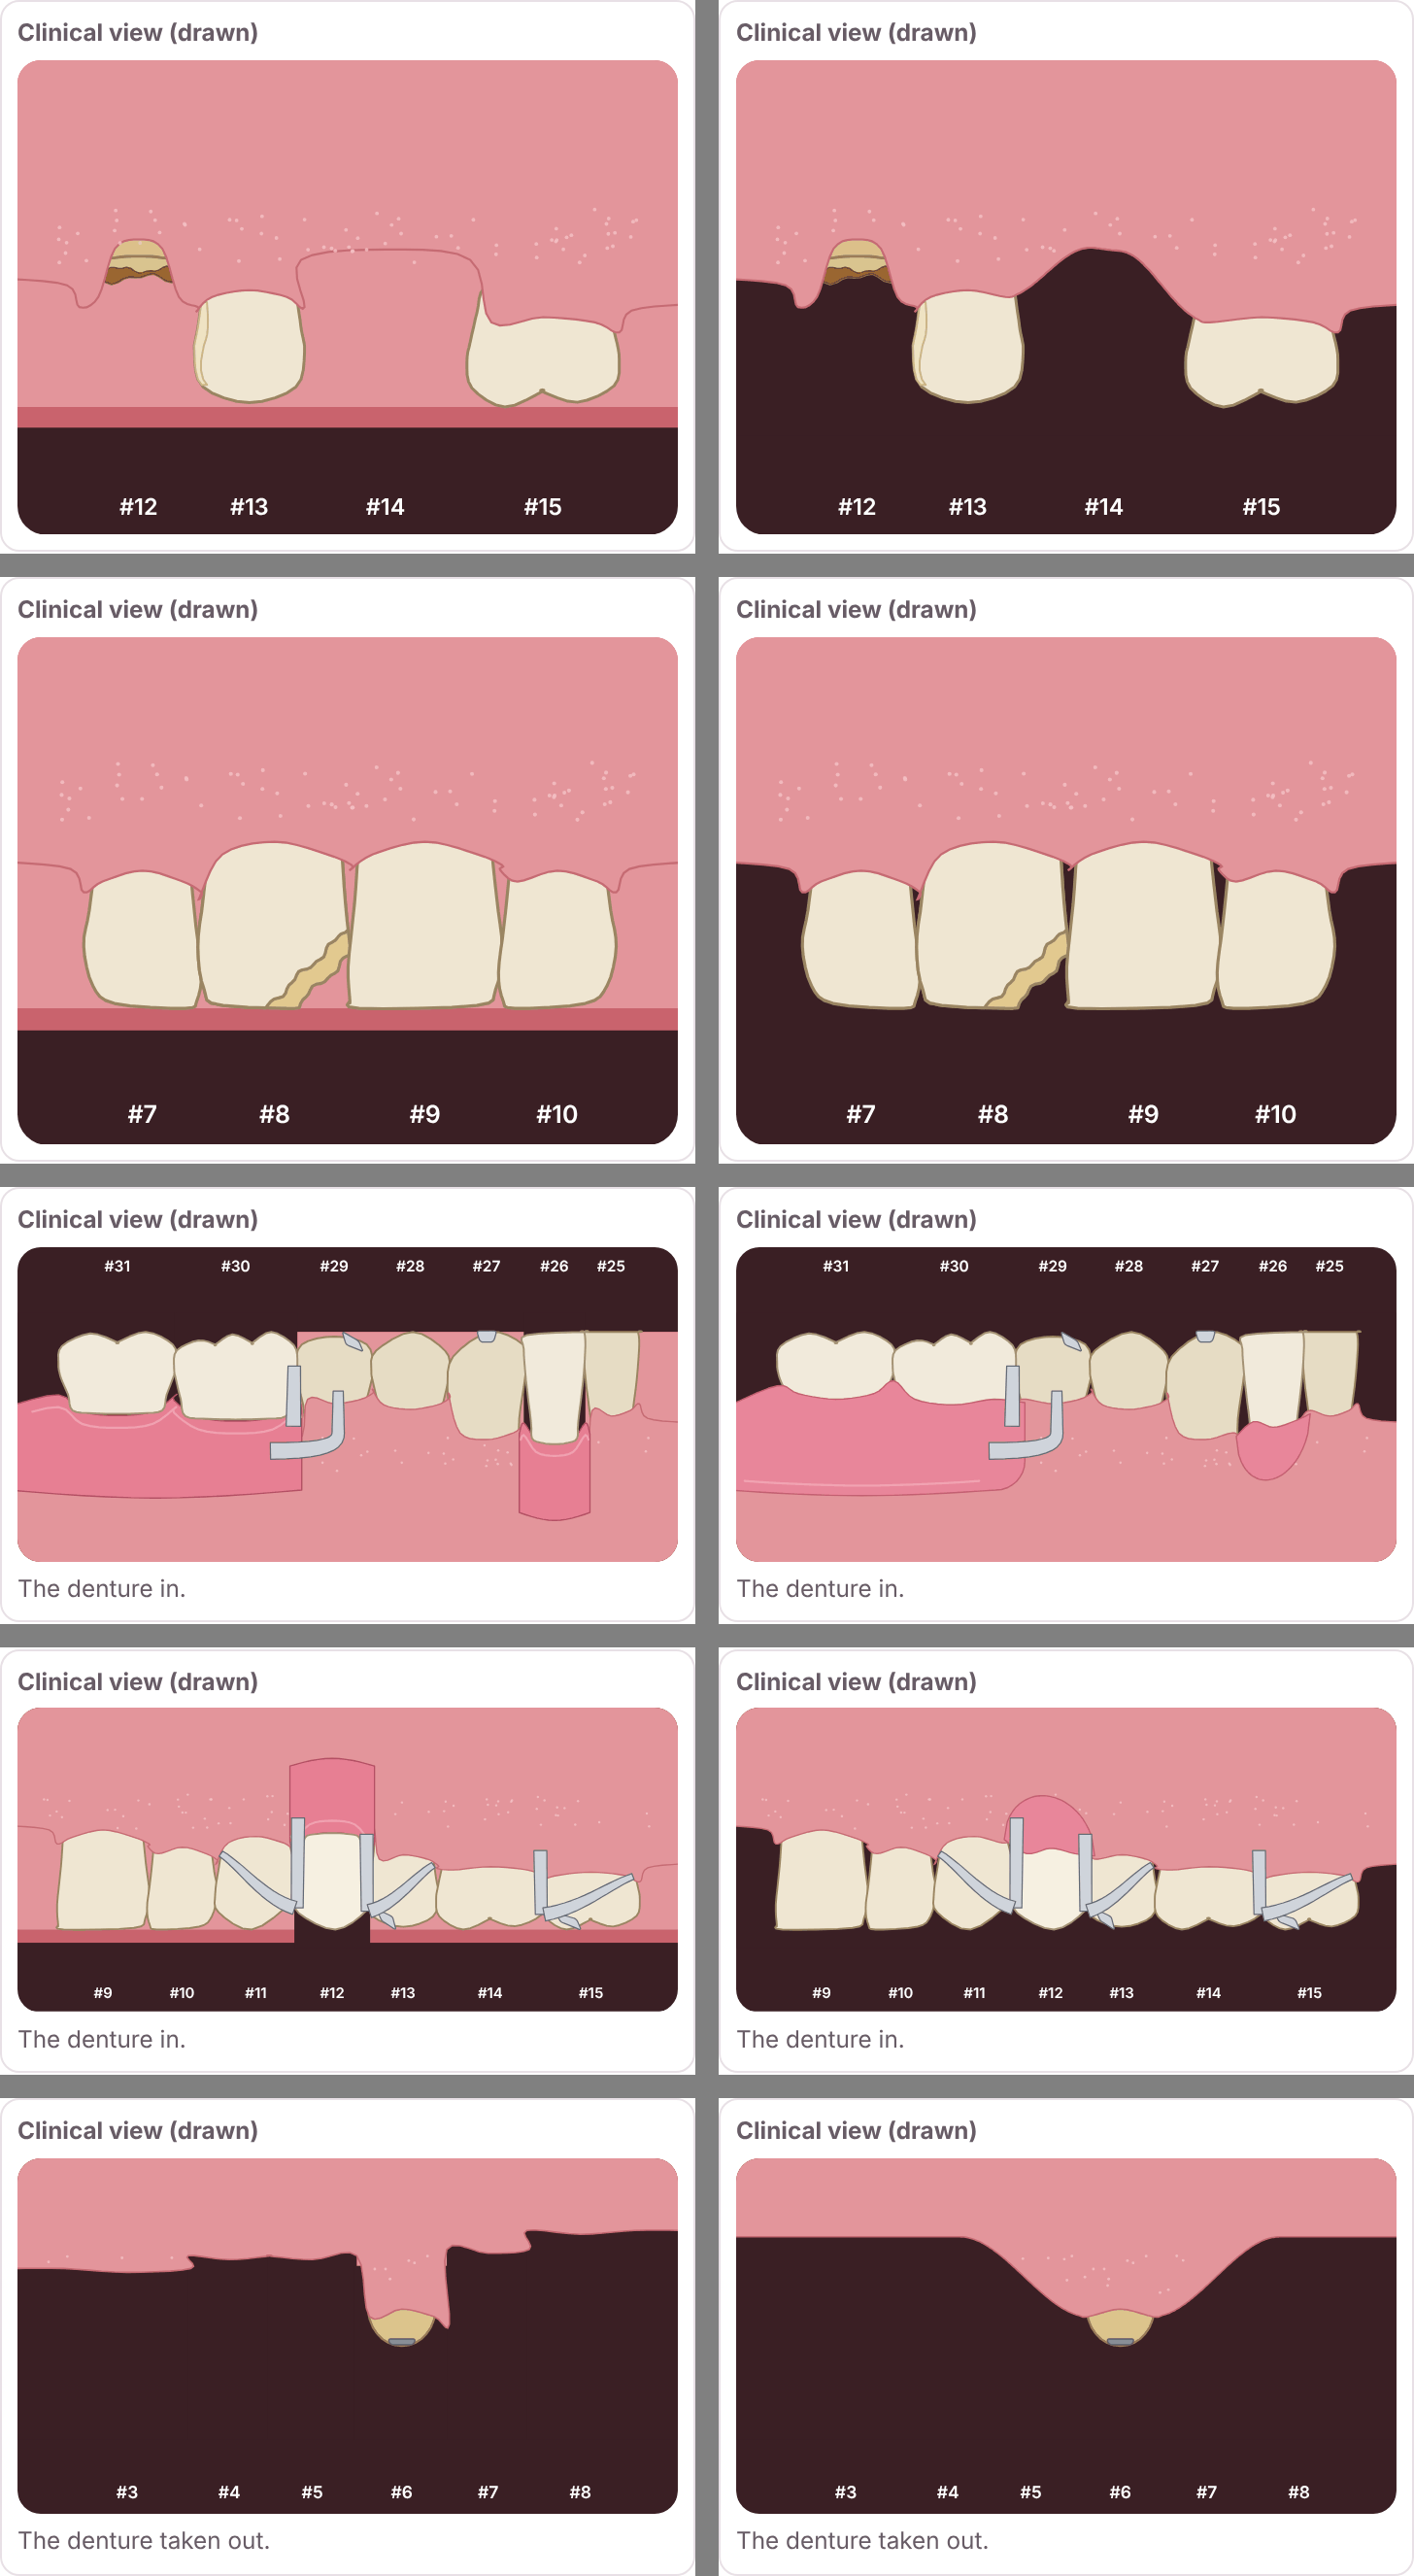 Clinical view (drawn)
#12 #13 #14 #15
Clinical view (drawn)
#12 #13 #14 #15
Clinical view (drawn)
#7 #8 #9 #10
Clinical view (drawn)
#7 #8 #9 #10
Clinical view (drawn)
#31 #30 #29 #28 #27 #26 #25
The denture in.
Clinical view (drawn)
#31 #30 #29 #28 #27 #26 #25
The denture in.
Clinical view (drawn)
#9 #10 #11 #12 #13 #14 #15
The denture in.
Clinical view (drawn)
#9 #10 #11 #12 #13 #14 #15
The denture in.
Clinical view (drawn)
#3 #4 #5 #6 #7 #8
The denture taken out.
Clinical view (drawn)
#3 #4 #5 #6 #7 #8
The denture taken out.